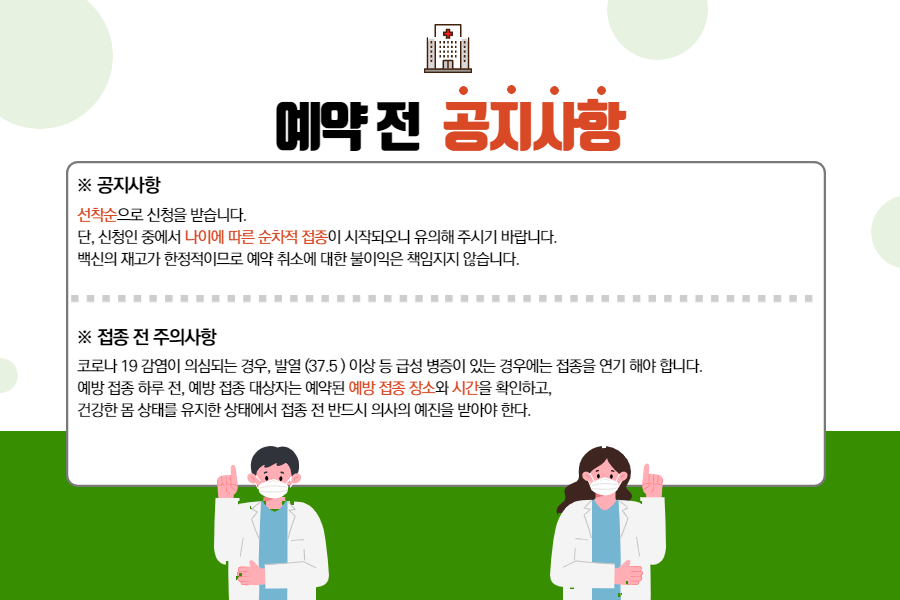 예약 전 공지사항
※ 공지사항
선착순으로 신청을 받습니다.
단, 신청인 중에서 나이에 따른 순차적 접종이 시작되오니 유의해 주시기 바랍니다.
백신의 재고가 한정적이므로 예약 취소에 대한 불이익은 책임지지 않습니다.
※ 접종 전 주의사항
코로나 19 감염이 의심되는 경우, 발열 (37.5 ) 이상 등 급성 병증이 있는 경우에는 접종을 연기 해야 합니다.
예방 접종 하루 전, 예방 접종 대상자는 예약된 예방 접종 장소와 시간을 확인하고,
건강한 몸 상태를 유지한 상태에서 접종 전 반드시 의사의 예진을 받아야 한다.